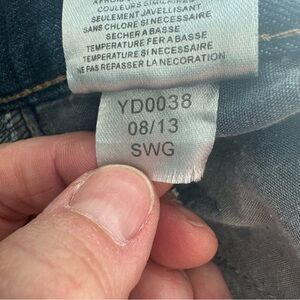 COULEURS SIMILAIRES
SEULEMENT JAVELLISANT
SANS CHLORE SI NECESSAIRE
SECHER A BASSE
TEMPERATURE FER A BASSE
TEMPERATURE SI NECESSAIRE
NE PAS REPASSER LA NECORATION
YD0038
08/13
SWG